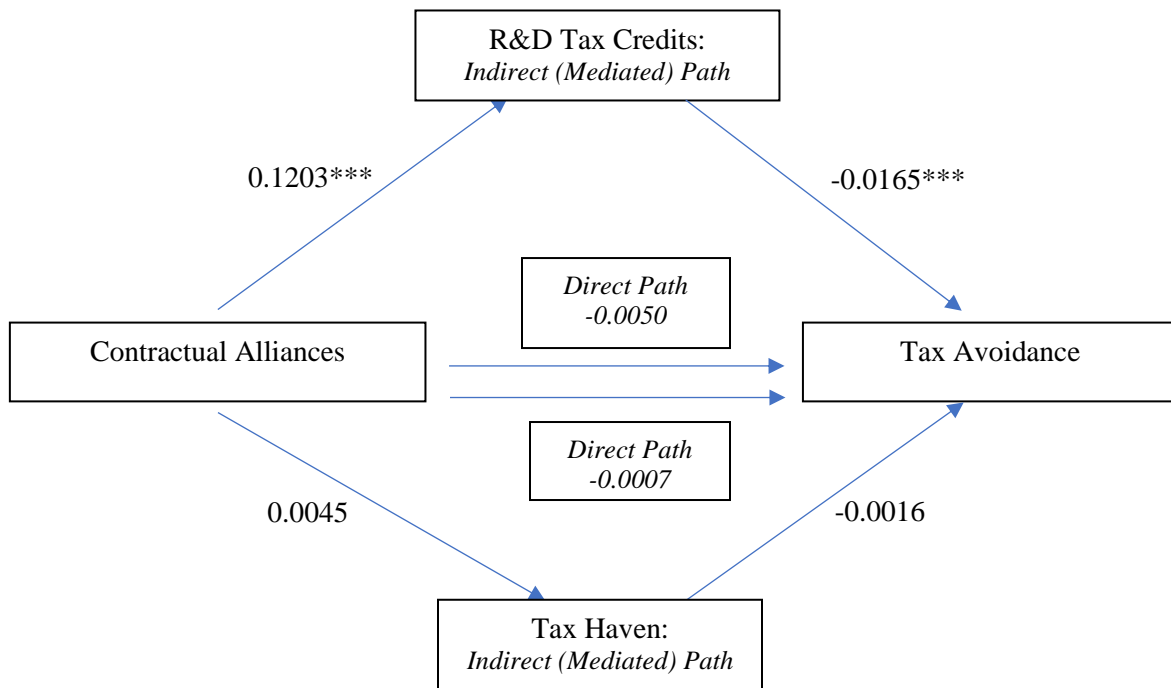 R&D Tax Credits:
Indirect (Mediated) Path
0.1203***
-0.0165***
Direct Path
-0.0050
Contractual Alliances
Tax Avoidance
Direct Path
-0.0007
0.0045
-0.0016
Tax Haven:
Indirect (Mediated) Path